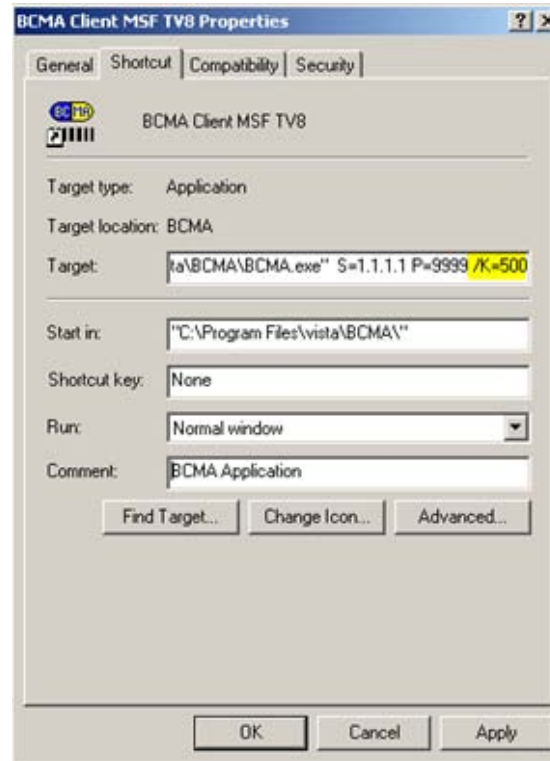 BCMA Client MSF TV8 Properties
General Shortcut Compatibility Security
BCMA Client MSF TV8
Target type: Application
Target location: BCMA
Target: ta\BCMA\BCMA.exe" S=1.1.1.1 P=9999 /K=500
Start in: "C:\Program Files\vista\BCMA\"
Shortcut key: None
Run: Normal window
Comment: BCMA Application
Find Target... Change Icon... Advanced...
OK Cancel Apply